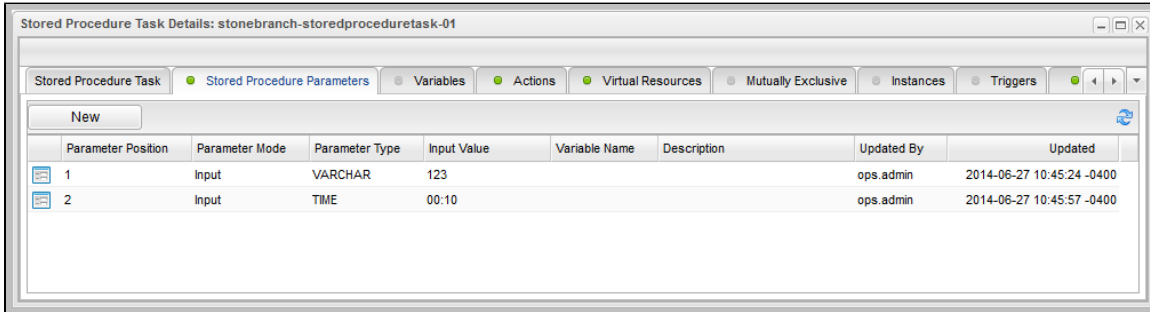 Stored Procedure Task Details: stonebranch-storedproceduretask-01
Stored Procedure Task Stored Procedure Parameters Variables Actions Virtual Resources Mutually Exclusive Instances Triggers
New
Parameter Position Parameter Mode Parameter Type Input Value Variable Name Description Updated By Updated
1 Input VARCHAR 123 ops.admin 2014-06-27 10:45:24 -0400
2 Input TIME 00:10 ops.admin 2014-06-27 10:45:57 -0400